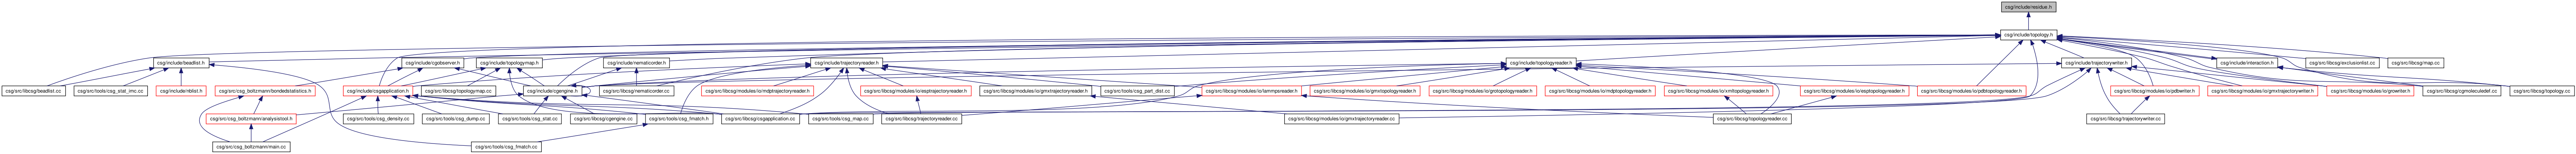 csg/include/residue.h
csg/include/topology.h
csg/include/beadlist.h
csg/include/cgobserver.h
csg/include/topologymap.h
csg/include/nematicorder.h
csg/include/trajectoryreader.h
csg/include/topologyreader.h
csg/include/trajectorywriter.h
csg/include/interaction.h
csg/src/libcsg/exclusionlist.cc
csg/src/libcsg/map.cc
csg/src/libcsg/beadlist.cc
csg/src/tools/csg_stat_imc.cc
csg/include/nblist.h
csg/src/csg_boltzmann/bondedstatistics.h
csg/include/csgapplication.h
csg/src/libcsg/topologymap.cc
csg/include/cgengine.h
csg/src/libcsg/nematicorder.cc
csg/src/libcsg/modules/io/mdptrajectoryreader.h
csg/src/libcsg/modules/io/esptrajectoryreader.h
csg/src/libcsg/modules/io/gmxtrajectoryreader.h
csg/src/tools/csg_part_dist.cc
csg/src/libcsg/modules/io/lammpsreader.h
csg/src/libcsg/modules/io/gmxtopologyreader.h
csg/src/libcsg/modules/io/grotopologyreader.h
csg/src/libcsg/modules/io/mdptopologyreader.h
csg/src/libcsg/modules/io/xmltopologyreader.h
csg/src/libcsg/modules/io/esptopologyreader.h
csg/src/libcsg/modules/io/pdbtopologyreader.h
csg/src/libcsg/modules/io/pdbwriter.h
csg/src/libcsg/modules/io/gmxtrajectorywriter.h
csg/src/libcsg/modules/io/growriter.h
csg/src/libcsg/cgmoleculedef.cc
csg/src/libcsg/topology.cc
csg/src/csg_boltzmann/analysistool.h
csg/src/tools/csg_density.cc
csg/src/tools/csg_dump.cc
csg/src/tools/csg_stat.cc
csg/src/libcsg/cgengine.cc
csg/src/tools/csg_fmatch.h
csg/src/libcsg/csgapplication.cc
csg/src/tools/csg_map.cc
csg/src/libcsg/trajectoryreader.cc
csg/src/libcsg/modules/io/gmxtrajectoryreader.cc
csg/src/libcsg/topologyreader.cc
csg/src/libcsg/trajectorywriter.cc
csg/src/csg_boltzmann/main.cc
csg/src/tools/csg_fmatch.cc